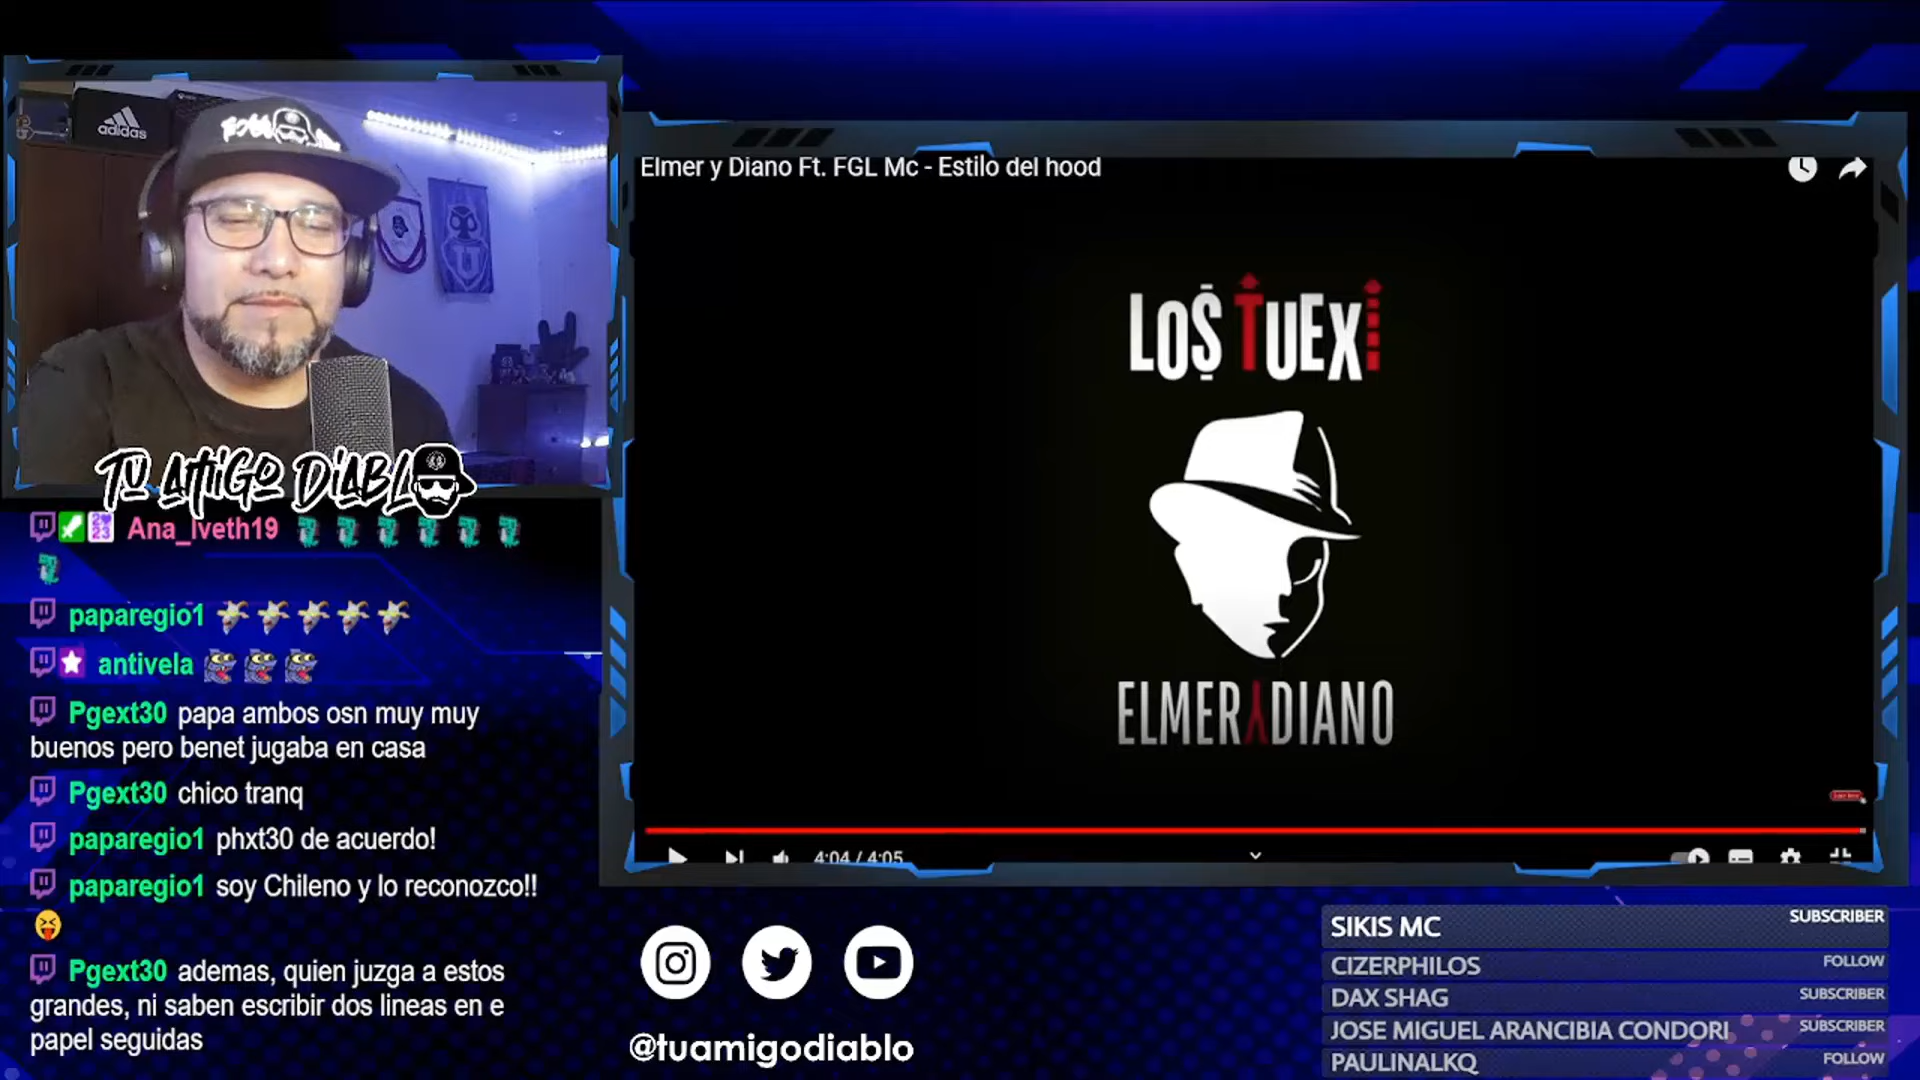 adidas
TU AMIGO DIABLO
Ana_Iveth19
paparegio1
antivela
Pgext30 papa ambos osn muy muy
buenos pero benet jugaba en casa
Pgext30 chico tranq
paparegio1 phxt30 de acuerdo!
paparegio1 soy Chileno y lo reconozco!!
Pgext30 ademas, quien juzga a estos
grandes, ni saben escribir dos lineas en e
papel seguidas
Elmer y Diano Ft. FGL Mc - Estilo del hood
LO$ TUEXI
ELMER Y DIANO
4:04 / 4:05
@tuamigodiablo
SIKIS MC SUBSCRIBER
CIZERPHILOS FOLLOW
DAX SHAG SUBSCRIBER
JOSE MIGUEL ARANCIBIA CONDORI SUBSCRIBER
PAULINALKQ FOLLOW